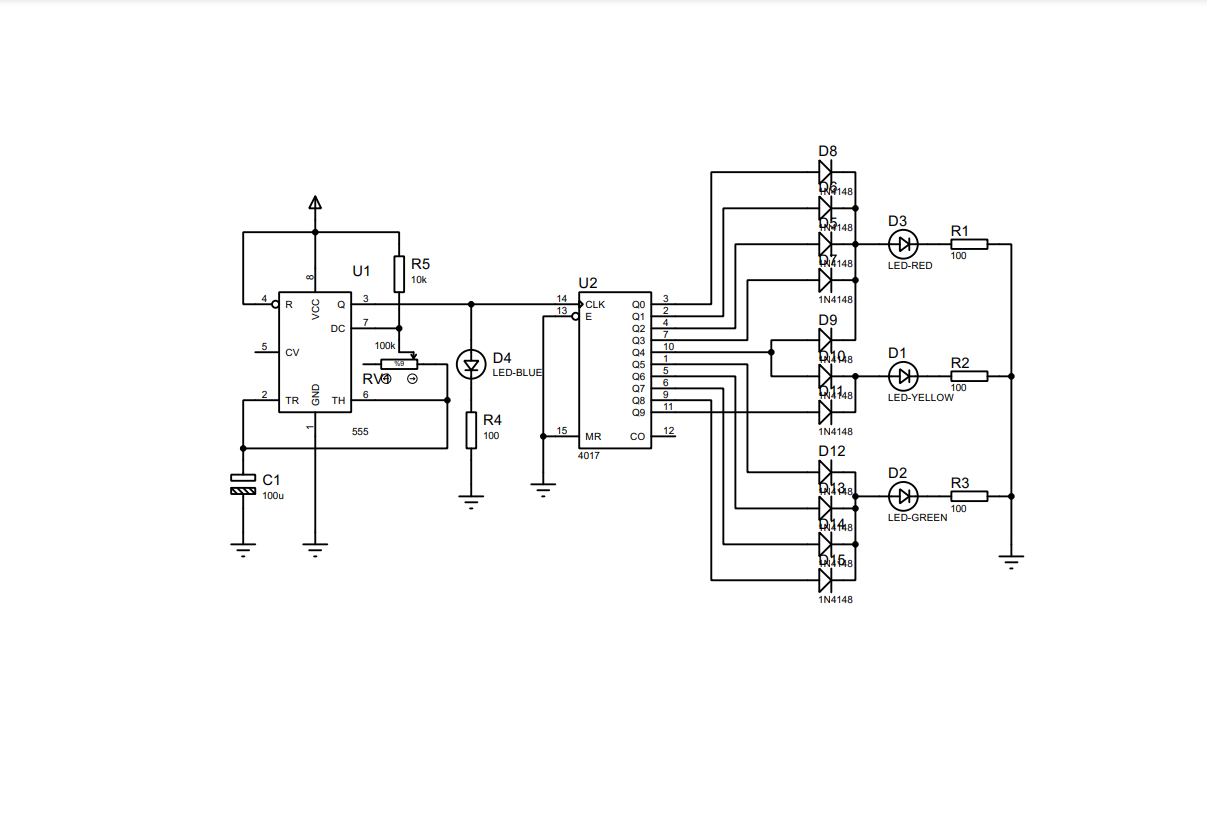 U1
4
R
5
CV
2
TR
8
VCC
GND
1
Q
3
DC
7
TH
6
555
R5
10k
100k
%9
RV1
C1
100u
D4
LED-BLUE
R4
100
U2
14
CLK
13
E
15
MR
Q0
3
Q1
2
Q2
4
Q3
7
Q4
10
Q5
1
Q6
5
Q7
6
Q8
9
Q9
11
CO
12
4017
D8
1N4148
D6
1N4148
D5
1N4148
D7
1N4148
D9
1N4148
D10
1N4148
D11
1N4148
D12
1N4148
D13
1N4148
D14
1N4148
D15
1N4148
D3
LED-RED
R1
100
D1
LED-YELLOW
R2
100
D2
LED-GREEN
R3
100